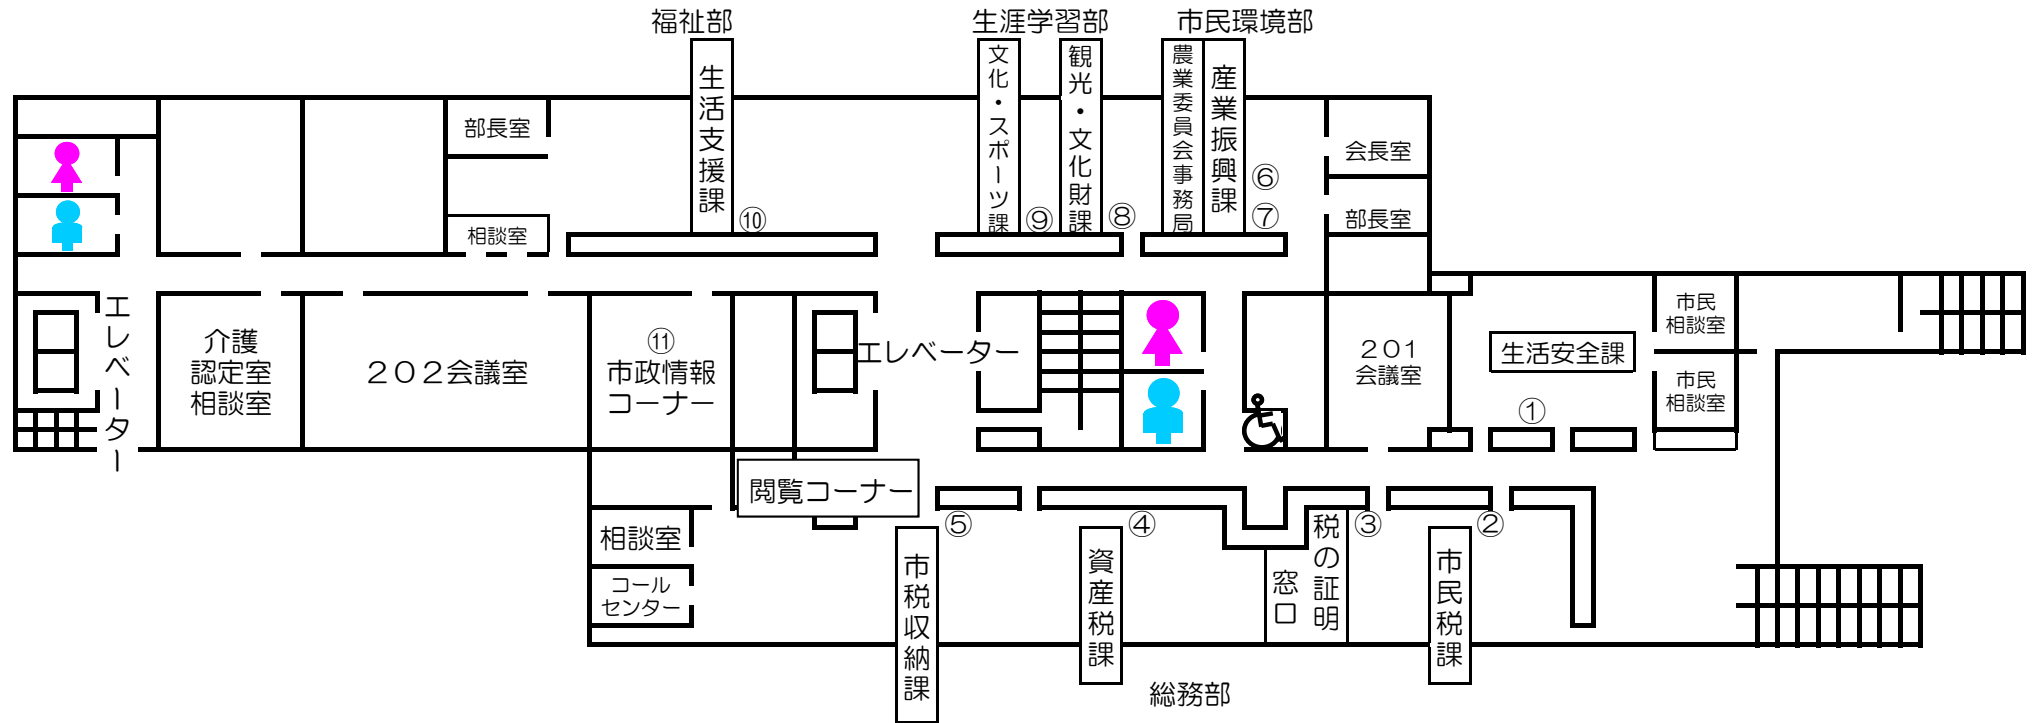 福祉部
生涯学習部
市民環境部
生活支援課
⑩
文化・スポーツ課
⑨
観光・文化財課
⑧
農業委員会事務局
産業振興課
⑥
⑦
部長室
相談室
会長室
部長室
エレベーター
介護
認定室
相談室
202会議室
⑪
市政情報
コーナー
エレベーター
201
会議室
生活安全課
①
市民
相談室
市民
相談室
閲覧コーナー
相談室
コール
センター
⑤
市税収納課
④
資産税課
③
税の証明
窓口
②
市民税課
総務部